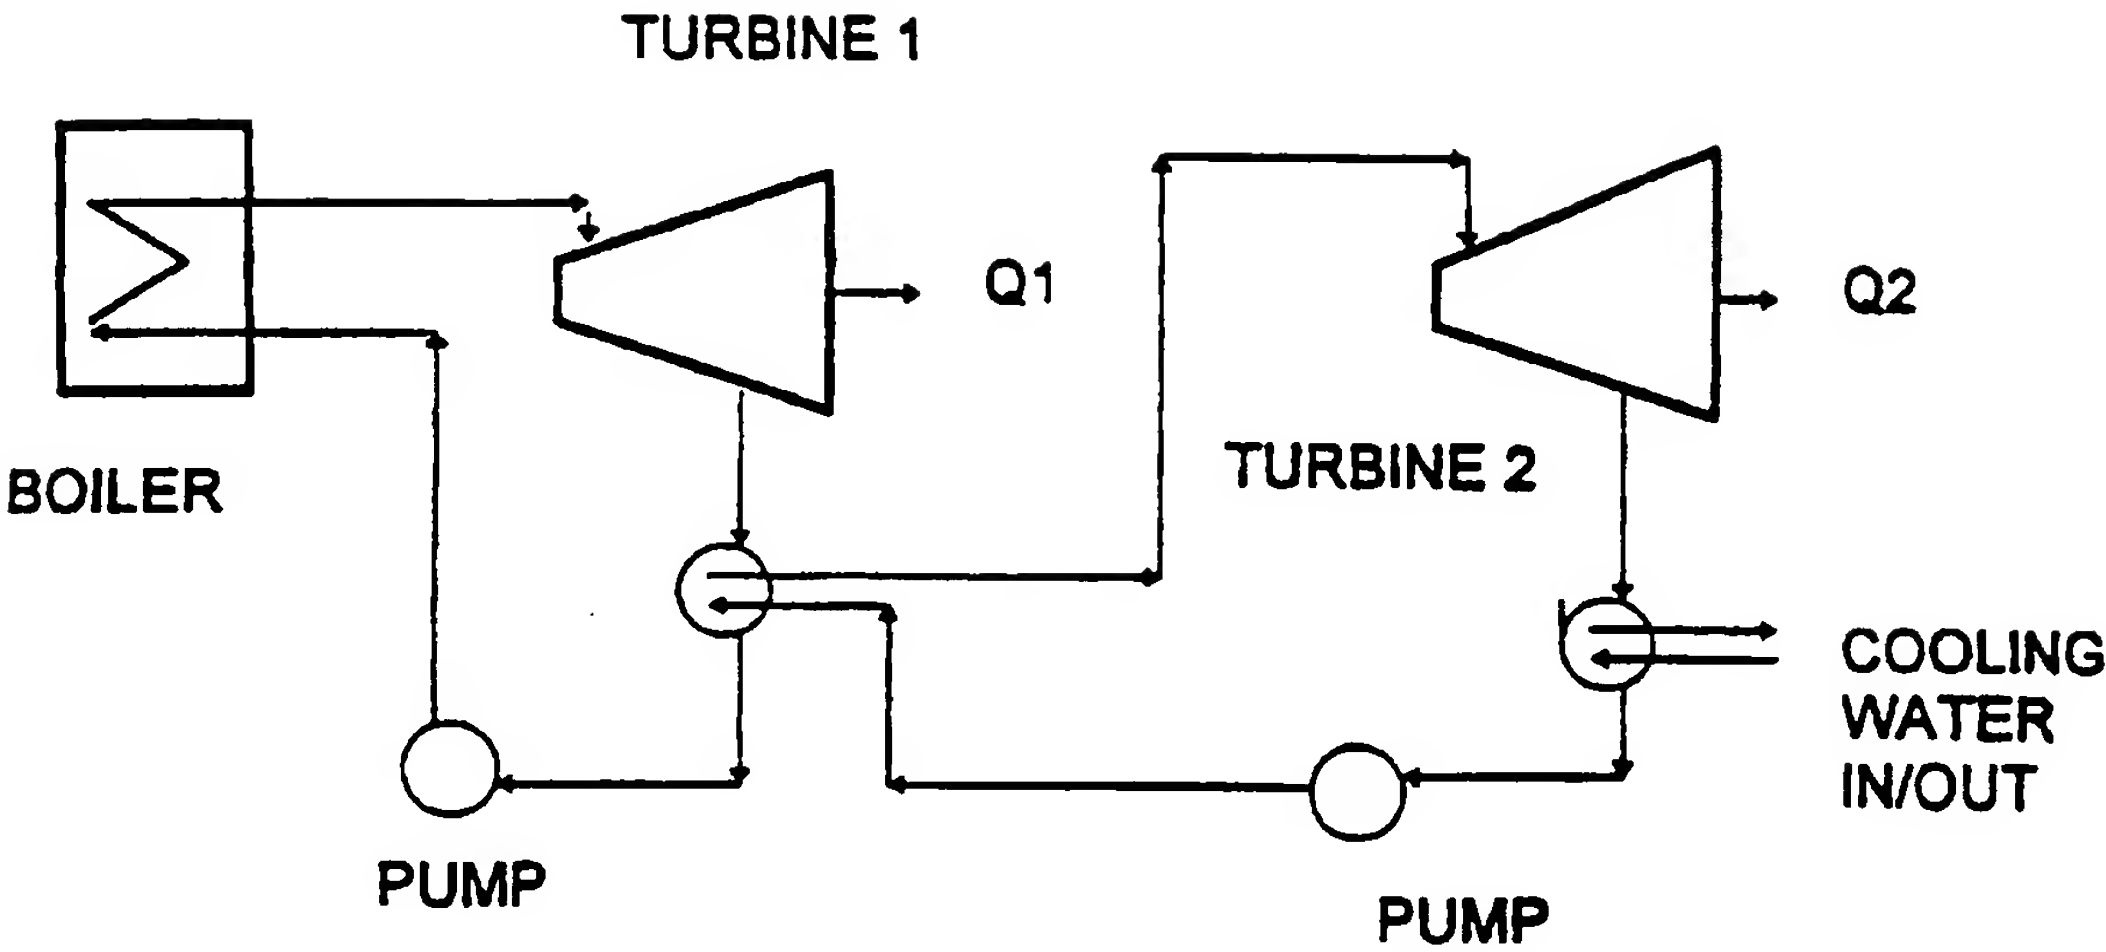 TURBINE 1
Q1
Q2
TURBINE 2
BOILER
COOLING
WATER
IN/OUT
PUMP
PUMP